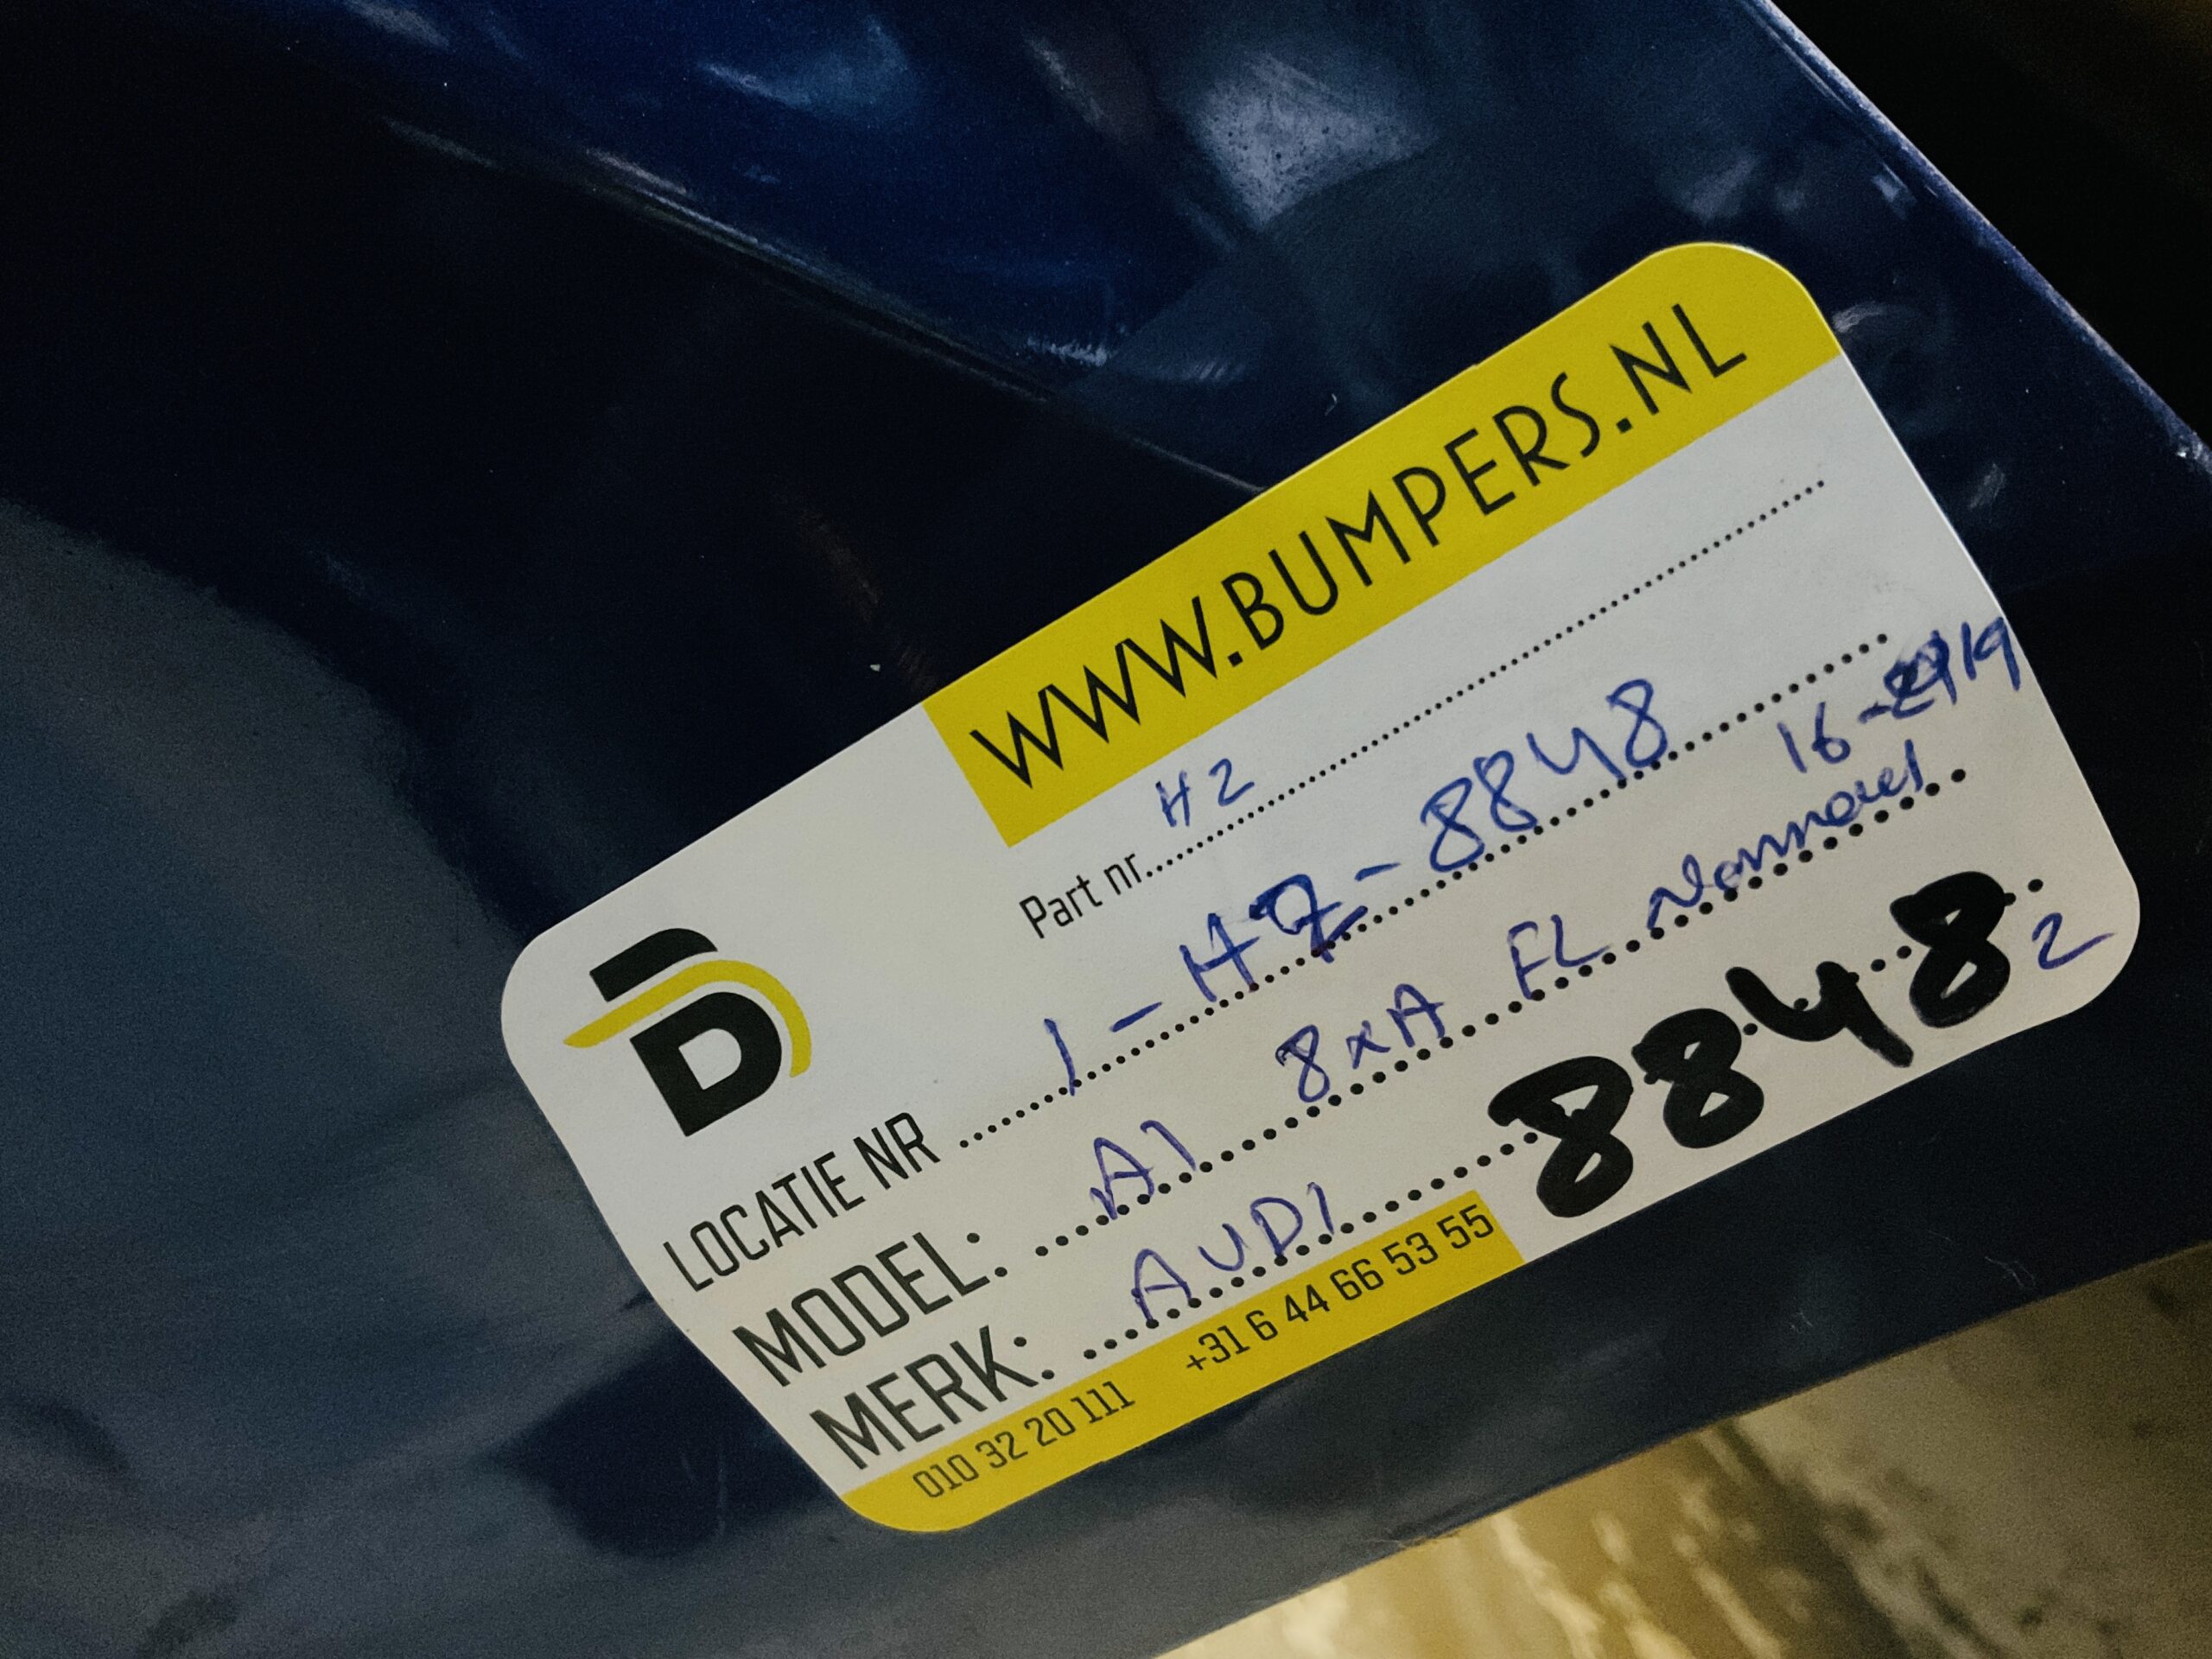 WWW.BUMPERS.NL
Part nr. H2
LOCATIE NR 1 - H2 - 8848
16 - /19
MODEL: A1 8XA FL
MERK: AUDI 8848 2
010 32 20 111 +31 6 44 66 53 55